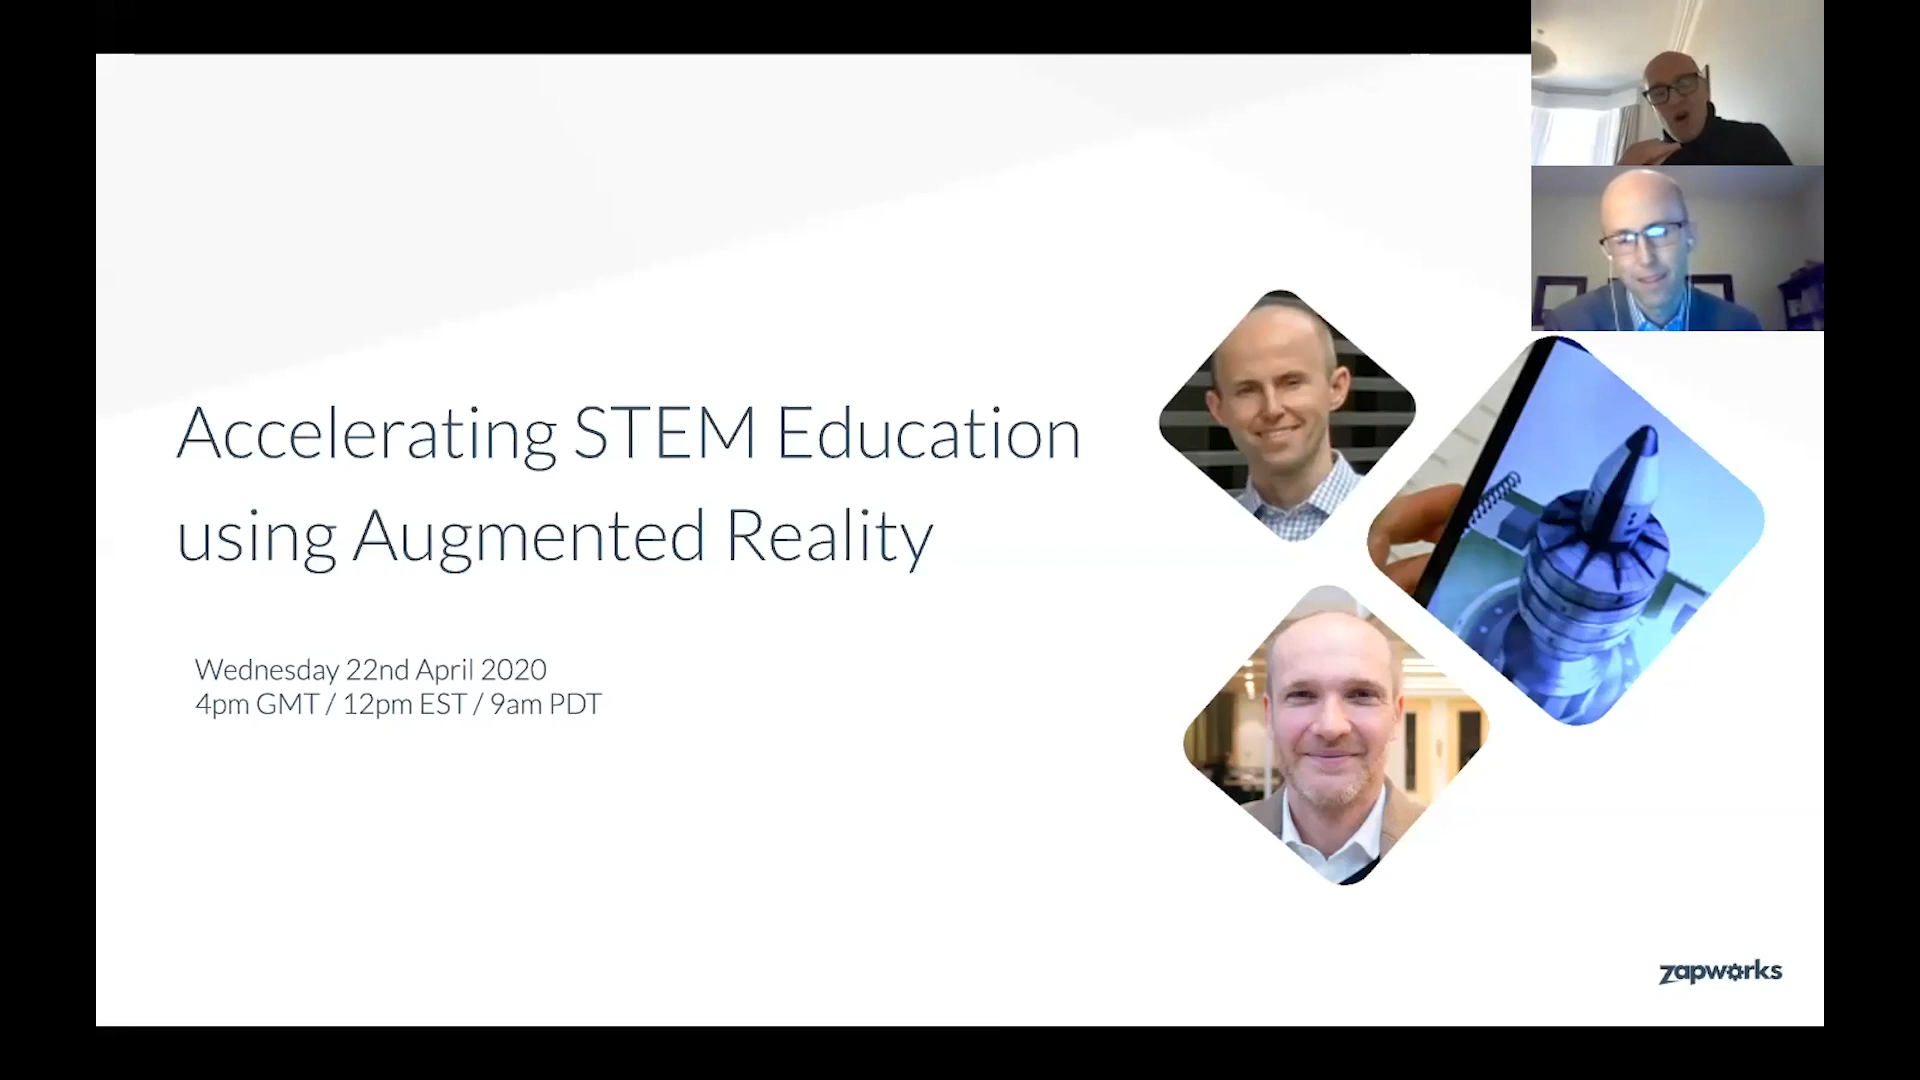 Accelerating STEM Education
using Augmented Reality
Wednesday 22nd April 2020
4pm GMT / 12pm EST / 9am PDT
zapworks